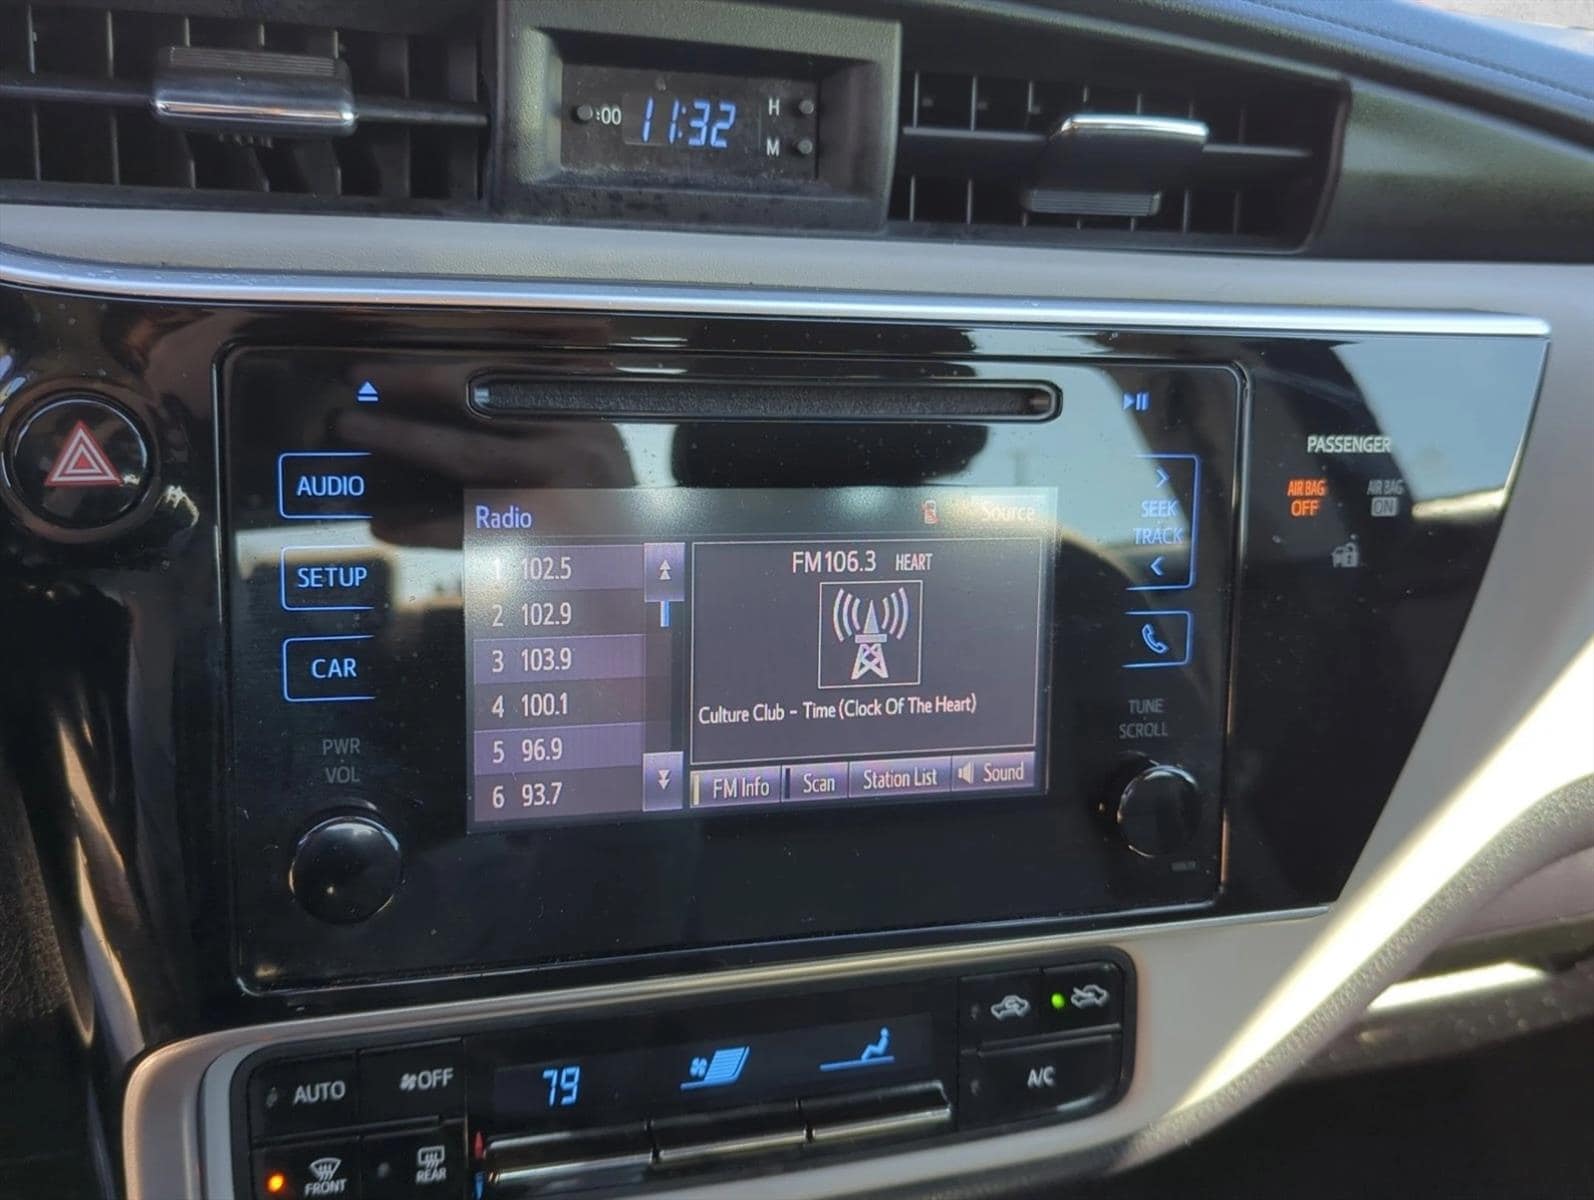 :00 11:32 H
M
AUDIO
SETUP
CAR
PWR
VOL
Radio
Source
1 102.5
2 102.9
3 103.9
4 100.1
5 96.9
6 93.7
FM106.3 HEART
Culture Club - Time (Clock Of The Heart)
FM Info Scan Station List Sound
SEEK
TRACK
TUNE
SCROLL
PASSENGER
AIR BAG
OFF
AIR BAG
ON
AUTO
OFF
79
A/C
FRONT
REAR